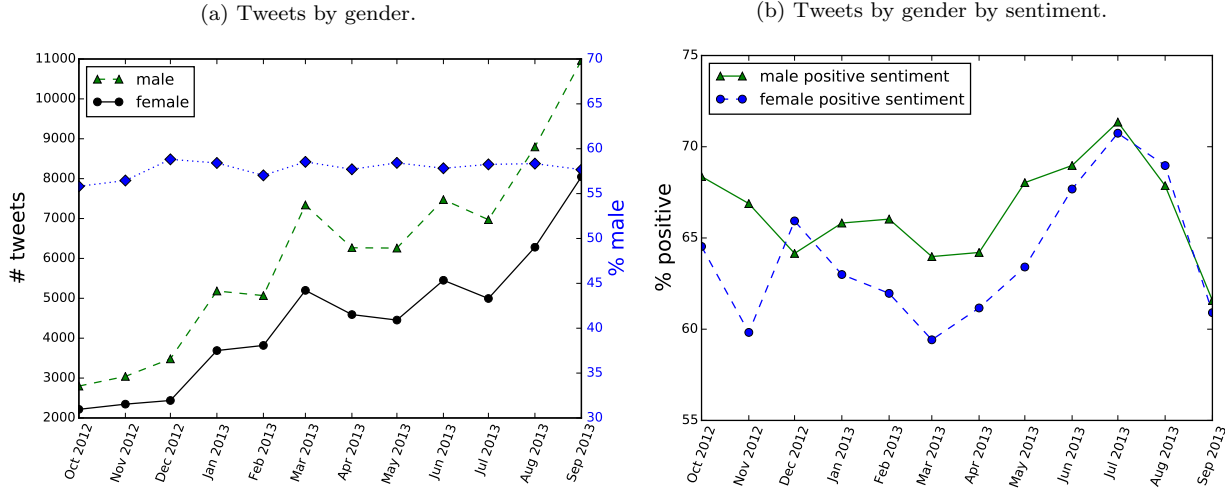 (a) Tweets by gender.
11000
10000
9000
8000
7000
6000
5000
4000
3000
2000
# tweets
male
female
70
65
60
55
50
45
40
35
30
% male
Oct 2012
Nov 2012
Dec 2012
Jan 2013
Feb 2013
Mar 2013
Apr 2013
May 2013
Jun 2013
Jul 2013
Aug 2013
Sep 2013
(b) Tweets by gender by sentiment.
75
70
65
60
55
% positive
male positive sentiment
female positive sentiment
Oct 2012
Nov 2012
Dec 2012
Jan 2013
Feb 2013
Mar 2013
Apr 2013
May 2013
Jun 2013
Jul 2013
Aug 2013
Sep 2013